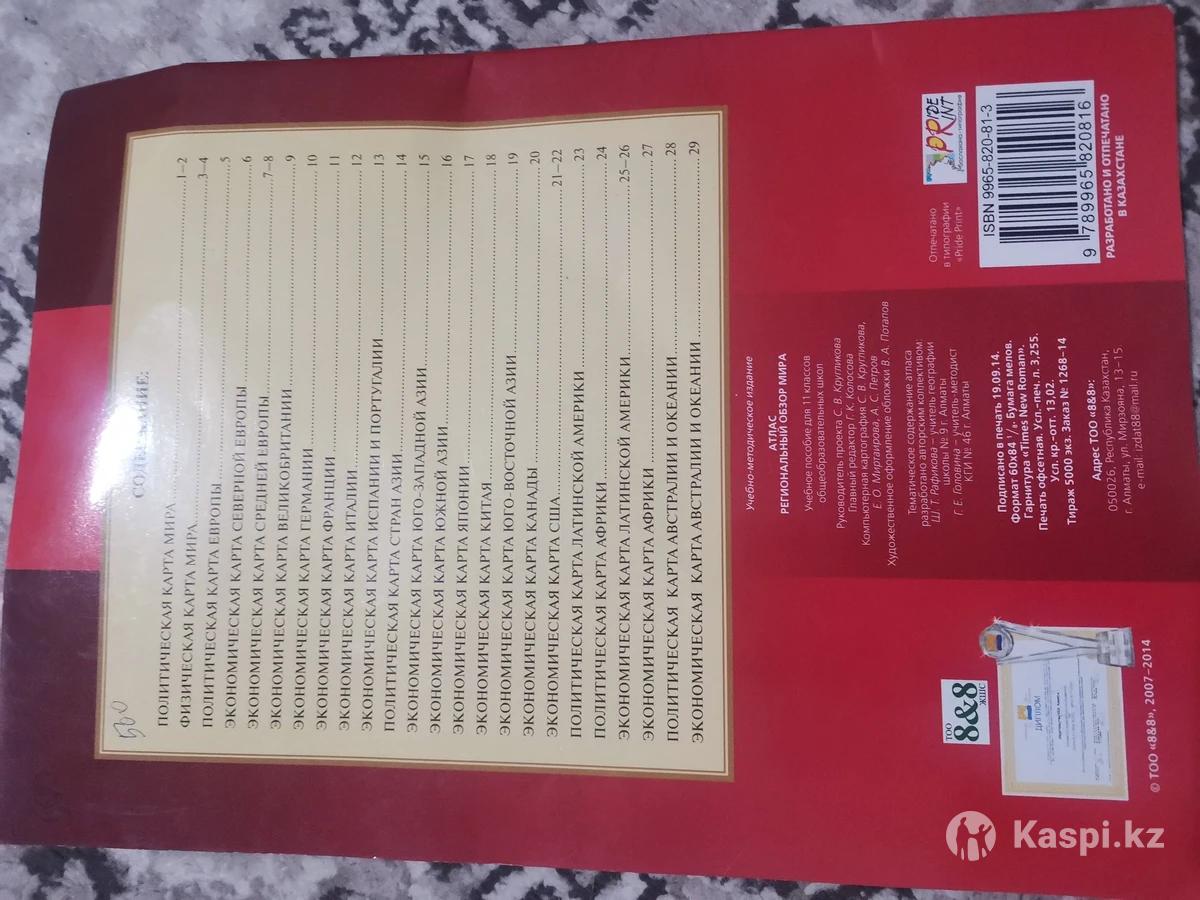 500
СОДЕРЖАНИЕ:
ПОЛИТИЧЕСКАЯ КАРТА МИРА..........1–2
ФИЗИЧЕСКАЯ КАРТА МИРА..........3–4
ПОЛИТИЧЕСКАЯ КАРТА ЕВРОПЫ..........5
ЭКОНОМИЧЕСКАЯ КАРТА СЕВЕРНОЙ ЕВРОПЫ..........6
ЭКОНОМИЧЕСКАЯ КАРТА СРЕДНЕЙ ЕВРОПЫ..........7–8
ЭКОНОМИЧЕСКАЯ КАРТА ВЕЛИКОБРИТАНИИ..........9
ЭКОНОМИЧЕСКАЯ КАРТА ГЕРМАНИИ..........10
ЭКОНОМИЧЕСКАЯ КАРТА ФРАНЦИИ..........11
ЭКОНОМИЧЕСКАЯ КАРТА ИТАЛИИ..........12
ЭКОНОМИЧЕСКАЯ КАРТА ИСПАНИИ И ПОРТУГАЛИИ..........13
ПОЛИТИЧЕСКАЯ КАРТА СТРАН АЗИИ..........14
ЭКОНОМИЧЕСКАЯ КАРТА ЮГО-ЗАПАДНОЙ АЗИИ..........15
ЭКОНОМИЧЕСКАЯ КАРТА ЮЖНОЙ АЗИИ..........16
ЭКОНОМИЧЕСКАЯ КАРТА ЯПОНИИ..........17
ЭКОНОМИЧЕСКАЯ КАРТА КИТАЯ..........18
ЭКОНОМИЧЕСКАЯ КАРТА ЮГО-ВОСТОЧНОЙ АЗИИ..........19
ЭКОНОМИЧЕСКАЯ КАРТА КАНАДЫ..........20
ЭКОНОМИЧЕСКАЯ КАРТА США..........21–22
ПОЛИТИЧЕСКАЯ КАРТА ЛАТИНСКОЙ АМЕРИКИ..........23
ПОЛИТИЧЕСКАЯ КАРТА АФРИКИ..........24
ЭКОНОМИЧЕСКАЯ КАРТА ЛАТИНСКОЙ АМЕРИКИ..........25–26
ЭКОНОМИЧЕСКАЯ КАРТА АФРИКИ..........27
ПОЛИТИЧЕСКАЯ КАРТА АВСТРАЛИИ И ОКЕАНИИ..........28
ЭКОНОМИЧЕСКАЯ КАРТА АВСТРАЛИИ И ОКЕАНИИ..........29
ТОО
8&8
ЖШС
ДИПЛОМ
© ТОО «8&8», 2007–2014
Учебно-методическое издание
АТЛАС
РЕГИОНАЛЬНЫЙ ОБЗОР МИРА
Учебное пособие для 11 классов
общеобразовательных школ
Руководитель проекта С. В. Кругликова
Главный редактор Г. К. Колосова
Компьютерная картография С. В. Кругликова,
Е. О. Миртаирова, А. С. Петров
Художественное оформление обложки В. А. Потапов
Тематическое содержание атласа
разработано авторским коллективом:
Ш. Т. Рафикова – учитель географии
школы № 9 г. Алматы
Г. Е. Головина – учитель-методист
КГИ № 46 г. Алматы
Подписано в печать 19.09.14.
Формат 60х84 1/8. Бумага мелов.
Гарнитура «Times New Roman».
Печать офсетная. Усл.-печ. л. 3,255.
Усл. кр.-отт. 13,02.
Тираж 5000 экз. Заказ № 1268–14
Адрес ТОО «8&8»:
050026, Республика Казахстан,
г. Алматы, ул. Мирзояна, 13–15
e-mail: izdat88@mail.ru
PRIDE
PRINT
Отпечатано
в типографии
«Pride Print»
ISBN 9965-820-81-3
9 789965 820816
РАЗРАБОТАНО И ОТПЕЧАТАНО
В КАЗАХСТАНЕ
Kaspi.kz